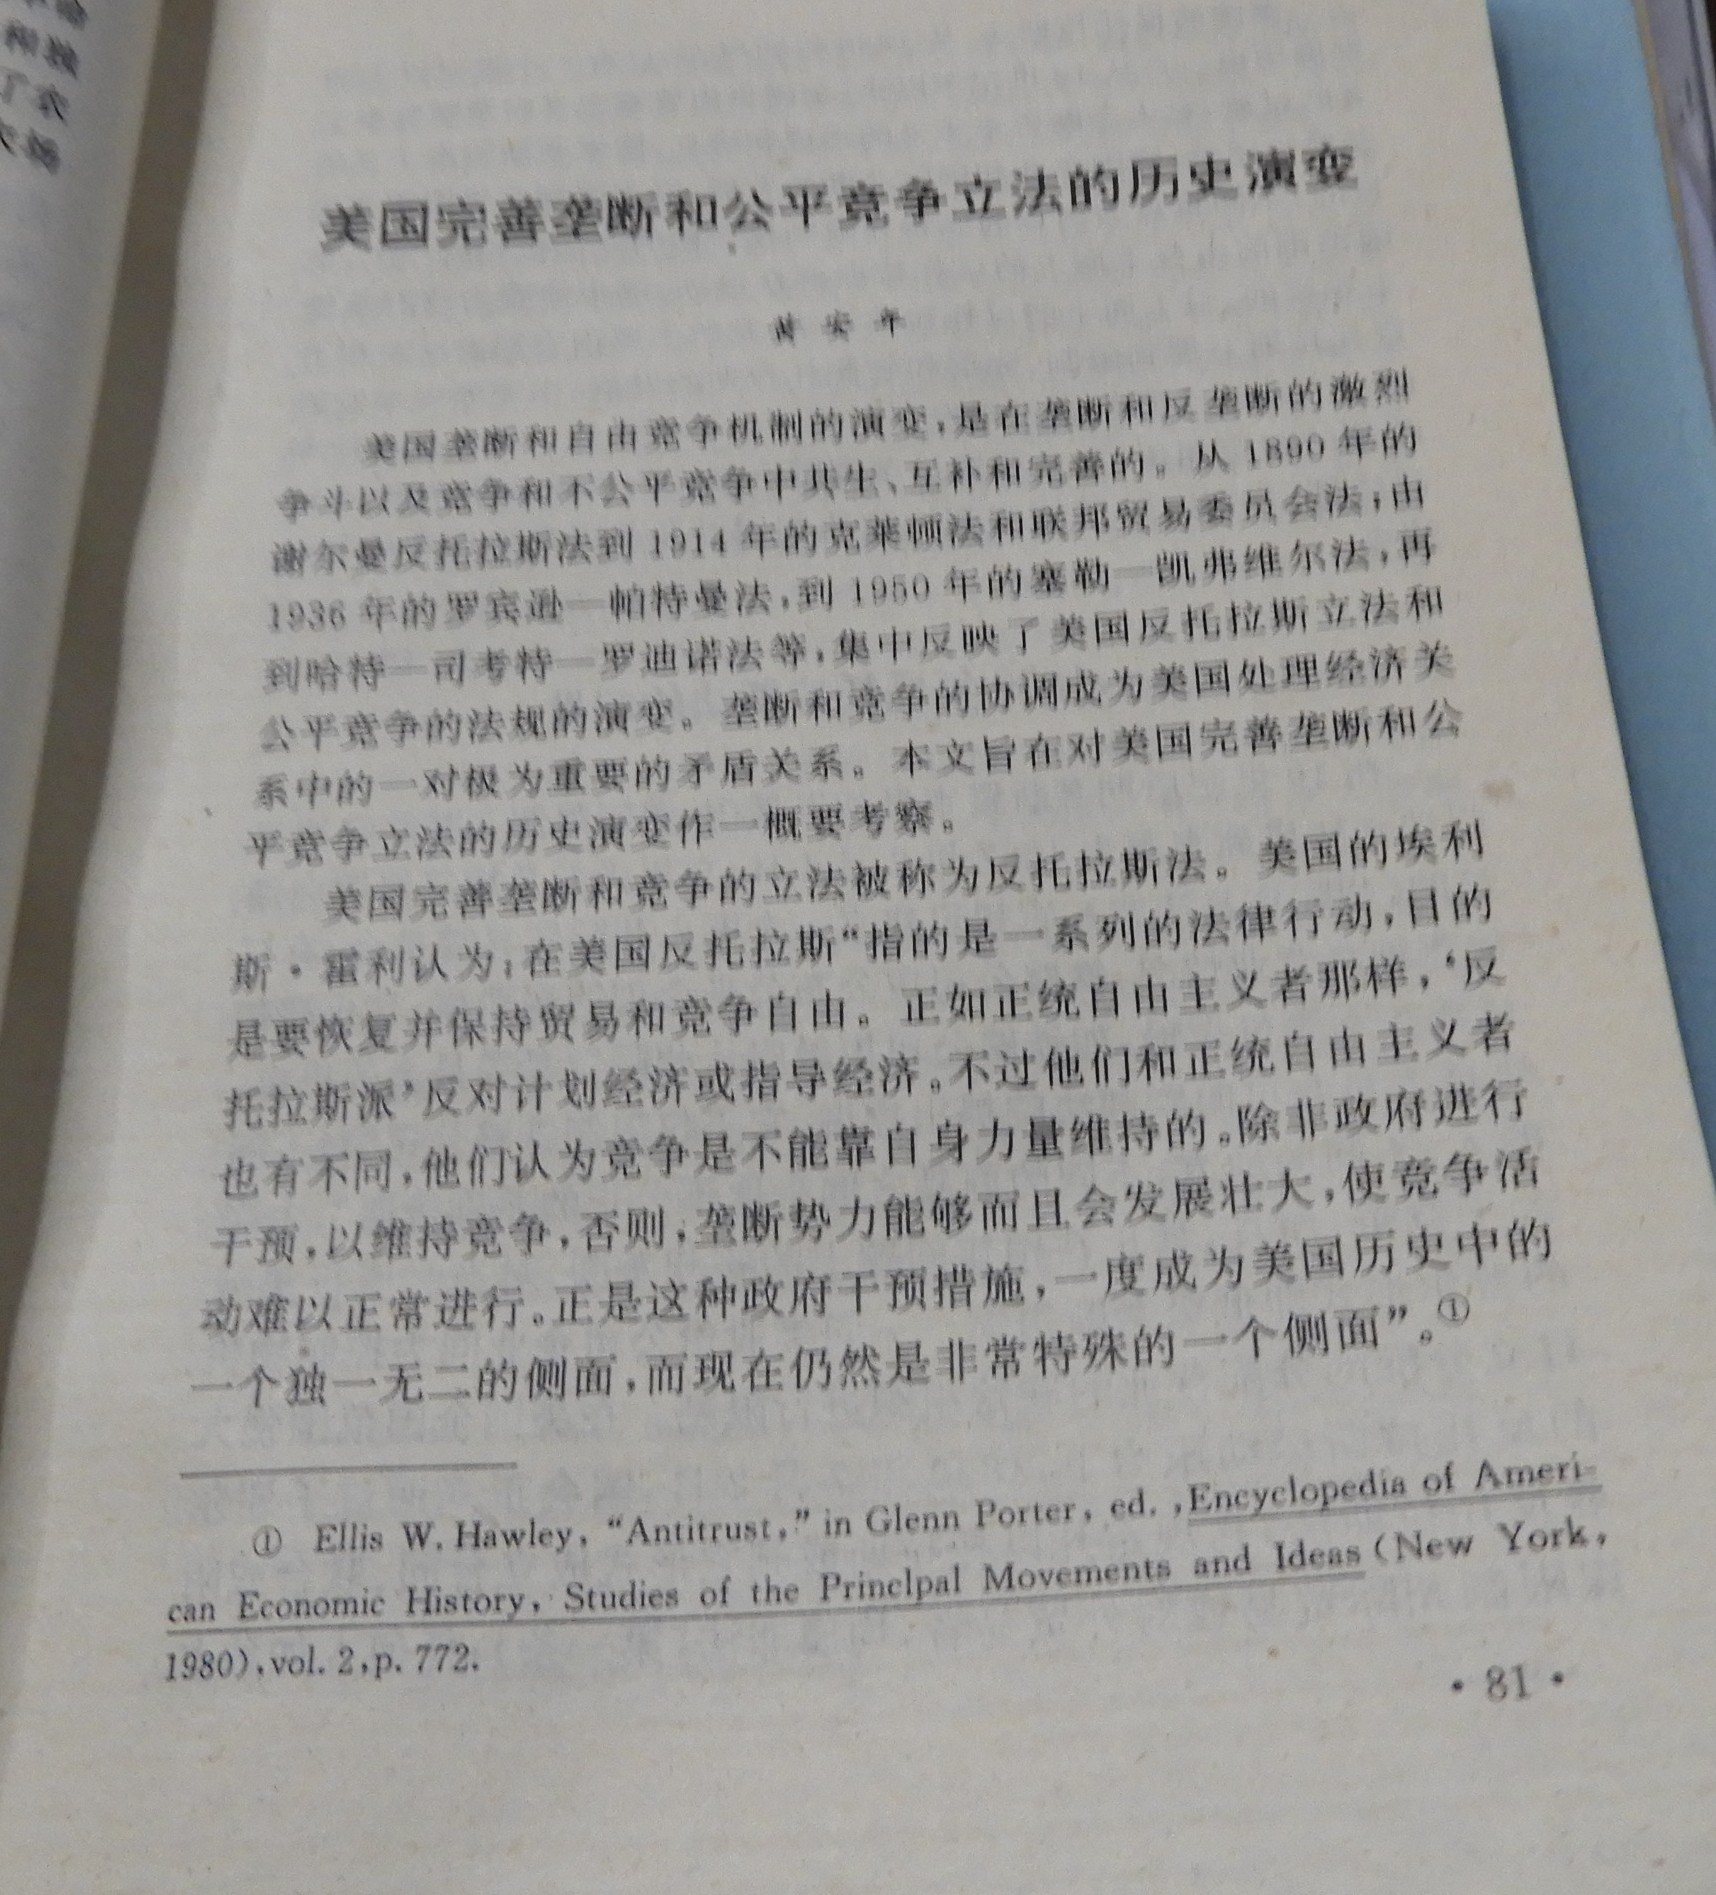 和独
了农
美国完善垄断和公平竞争立法的历史演变
黄安年
美国垄断和自由竞争机制的演变，是在垄断和反垄断的激烈
争斗以及竞争和不公平竞争中共生、互补和完善的。从1890年的
谢尔曼反托拉斯法到1914年的克莱顿法和联邦贸易委员会法，由
1936年的罗宾逊—帕特曼法，到1950年的塞勒—凯弗维尔法，再
到哈特—司考特—罗迪诺法等，集中反映了美国反托拉斯立法和
公平竞争的法规的演变。垄断和竞争的协调成为美国处理经济关
系中的一对极为重要的矛盾关系。本文旨在对美国完善垄断和公
平竞争立法的历史演变作一概要考察。
美国完善垄断和竞争的立法被称为反托拉斯法。美国的埃利
斯·霍利认为：在美国反托拉斯“指的是一系列的法律行动，目的
是要恢复并保持贸易和竞争自由。正如正统自由主义者那样，‘反
托拉斯派’反对计划经济或指导经济。不过他们和正统自由主义者
也有不同，他们认为竞争是不能靠自身力量维持的。除非政府进行
干预，以维持竞争，否则，垄断势力能够而且会发展壮大，使竞争活
动难以正常进行。正是这种政府干预措施，一度成为美国历史中的
一个独一无二的侧面，而现在仍然是非常特殊的一个侧面”。①
① Ellis W. Hawley, “Antitrust,” in Glenn Porter, ed. ,Encyclopedia of Ameri-
can Economic History, Studies of the Princlpal Movements and Ideas (New York,
1980),vol. 2,p. 772.
·81·